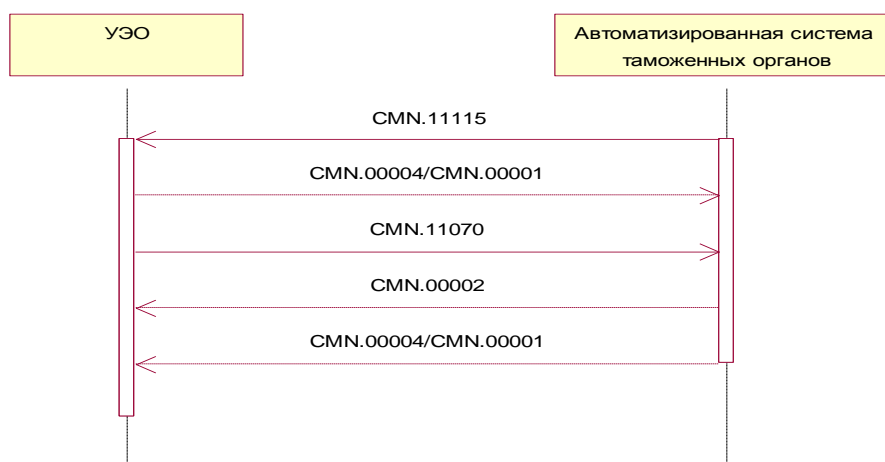 УЭО
Автоматизированная система
таможенных органов
CMN.11115
CMN.00004/CMN.00001
CMN.11070
CMN.00002
CMN.00004/CMN.00001